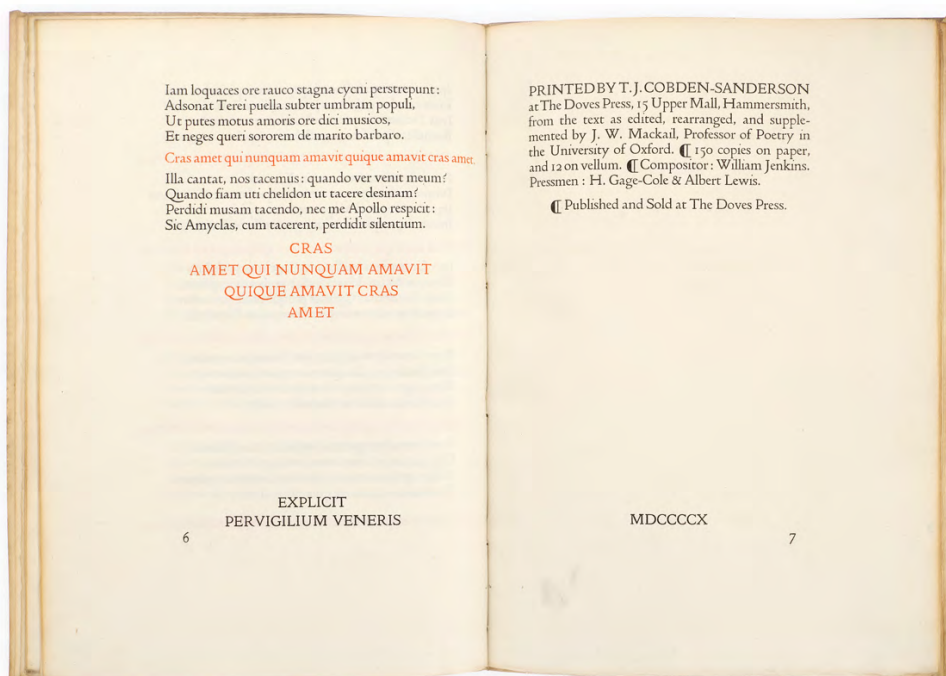 Iam loquaces ore rauco stagna cycni perstrepunt:
Adsonat Terei puella subter umbram populi,
Ut putes motus amoris ore dici musicos,
Et neges queri sororem de marito barbaro.
Cras amet qui nunquam amavit quique amavit cras amet.
Illa cantat, nos tacemus: quando ver venit meum?
Quando fiam uti chelidon ut tacere desinam?
Perdidi musam tacendo, nec me Apollo respicit:
Sic Amyclas, cum tacerent, perdidit silentium.
CRAS
AMET QUI NUNQUAM AMAVIT
QUIQUE AMAVIT CRAS
AMET
EXPLICIT
PERVIGILIUM VENERIS
6
PRINTED BY T. J. COBDEN-SANDERSON
at The Doves Press, 15 Upper Mall, Hammersmith,
from the text as edited, rearranged, and supple-
mented by J. W. Mackail, Professor of Poetry in
the University of Oxford. ⁋ 150 copies on paper,
and 12 on vellum. ⁋ Compositor: William Jenkins.
Pressmen: H. Gage-Cole & Albert Lewis.
⁋ Published and Sold at The Doves Press.
MDCCCCX
7